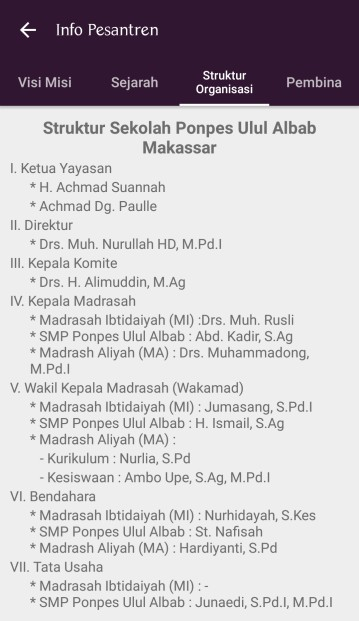 Info Pesantren
Visi Misi
Sejarah
Struktur
Organisasi
Pembina
Struktur Sekolah Ponpes Ulul Albab
Makassar
I. Ketua Yayasan
* H. Achmad Suannah
* Achmad Dg. Paulle
II. Direktur
* Drs. Muh. Nurullah HD, M.Pd.I
III. Kepala Komite
* Drs. H. Alimuddin, M.Ag
IV. Kepala Madrasah
* Madrasah Ibtidaiyah (MI) :Drs. Muh. Rusli
* SMP Ponpes Ulul Albab : Abd. Kadir, S.Ag
* Madrash Aliyah (MA) : Drs. Muhammadong,
M.Pd.I
V. Wakil Kepala Madrasah (Wakamad)
* Madrasah Ibtidaiyah (MI) : Jumasang, S.Pd.I
* SMP Ponpes Ulul Albab : H. Ismail, S.Ag
* Madrash Aliyah (MA) :
- Kurikulum : Nurlia, S.Pd
- Kesiswaan : Ambo Upe, S.Ag, M.Pd.I
VI. Bendahara
* Madrasah Ibtidaiyah (MI) : Nurhidayah, S.Kes
* SMP Ponpes Ulul Albab : St. Nafisah
* Madrash Aliyah (MA) : Hardiyanti, S.Pd
VII. Tata Usaha
* Madrasah Ibtidaiyah (MI) : -
* SMP Ponpes Ulul Albab : Junaedi, S.Pd.I, M.Pd.I